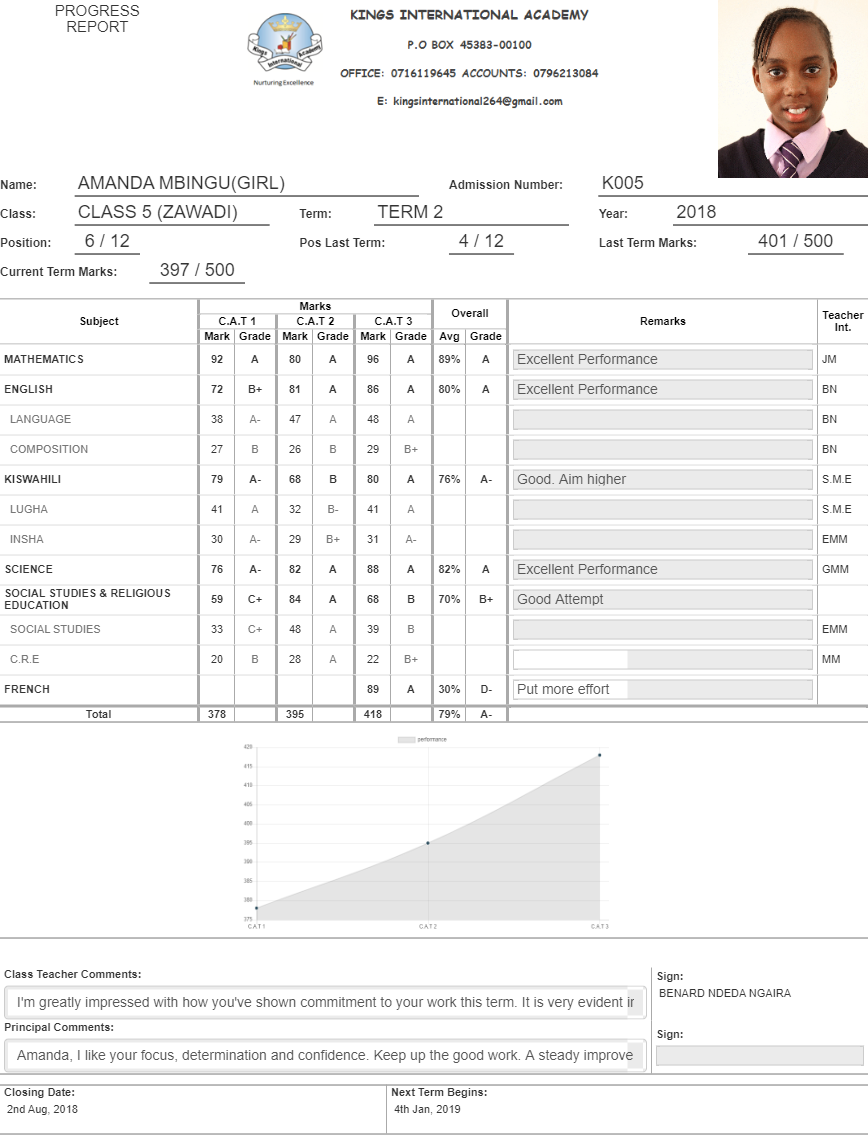 PROGRESS
REPORT
KINGS INTERNATIONAL ACADEMY
P.O BOX 45383-00100
OFFICE: 0716119645 ACCOUNTS: 0796213084
E: kingsinternational264@gmail.com
Kings International Academy
Nurturing Excellence
Name: AMANDA MBINGU(GIRL) Admission Number: K005
Class: CLASS 5 (ZAWADI) Term: TERM 2 Year: 2018
Position: 6 / 12 Pos Last Term: 4 / 12 Last Term Marks: 401 / 500
Current Term Marks: 397 / 500
Subject Marks Overall Remarks Teacher Int.
C.A.T 1 C.A.T 2 C.A.T 3
Mark Grade Mark Grade Mark Grade Avg Grade
MATHEMATICS 92 A 80 A 96 A 89% A Excellent Performance JM
ENGLISH 72 B+ 81 A 86 A 80% A Excellent Performance BN
LANGUAGE 38 A- 47 A 48 A BN
COMPOSITION 27 B 26 B 29 B+ BN
KISWAHILI 79 A- 68 B 80 A 76% A- Good. Aim higher S.M.E
LUGHA 41 A 32 B- 41 A S.M.E
INSHA 30 A- 29 B+ 31 A- EMM
SCIENCE 76 A- 82 A 88 A 82% A Excellent Performance GMM
SOCIAL STUDIES & RELIGIOUS
EDUCATION 59 C+ 84 A 68 B 70% B+ Good Attempt
SOCIAL STUDIES 33 C+ 48 A 39 B EMM
C.R.E 20 B 28 A 22 B+ MM
FRENCH 89 A 30% D- Put more effort
Total 378 395 418 79% A-
performance
420
415
410
405
400
395
390
385
380
375
C.A.T 1 C.A.T 2 C.A.T 3
Class Teacher Comments: Sign:
I'm greatly impressed with how you've shown commitment to your work this term. It is very evident in BENARD NDEDA NGAIRA
Principal Comments: Sign:
Amanda, I like your focus, determination and confidence. Keep up the good work. A steady improve
Closing Date: Next Term Begins:
2nd Aug, 2018 4th Jan, 2019